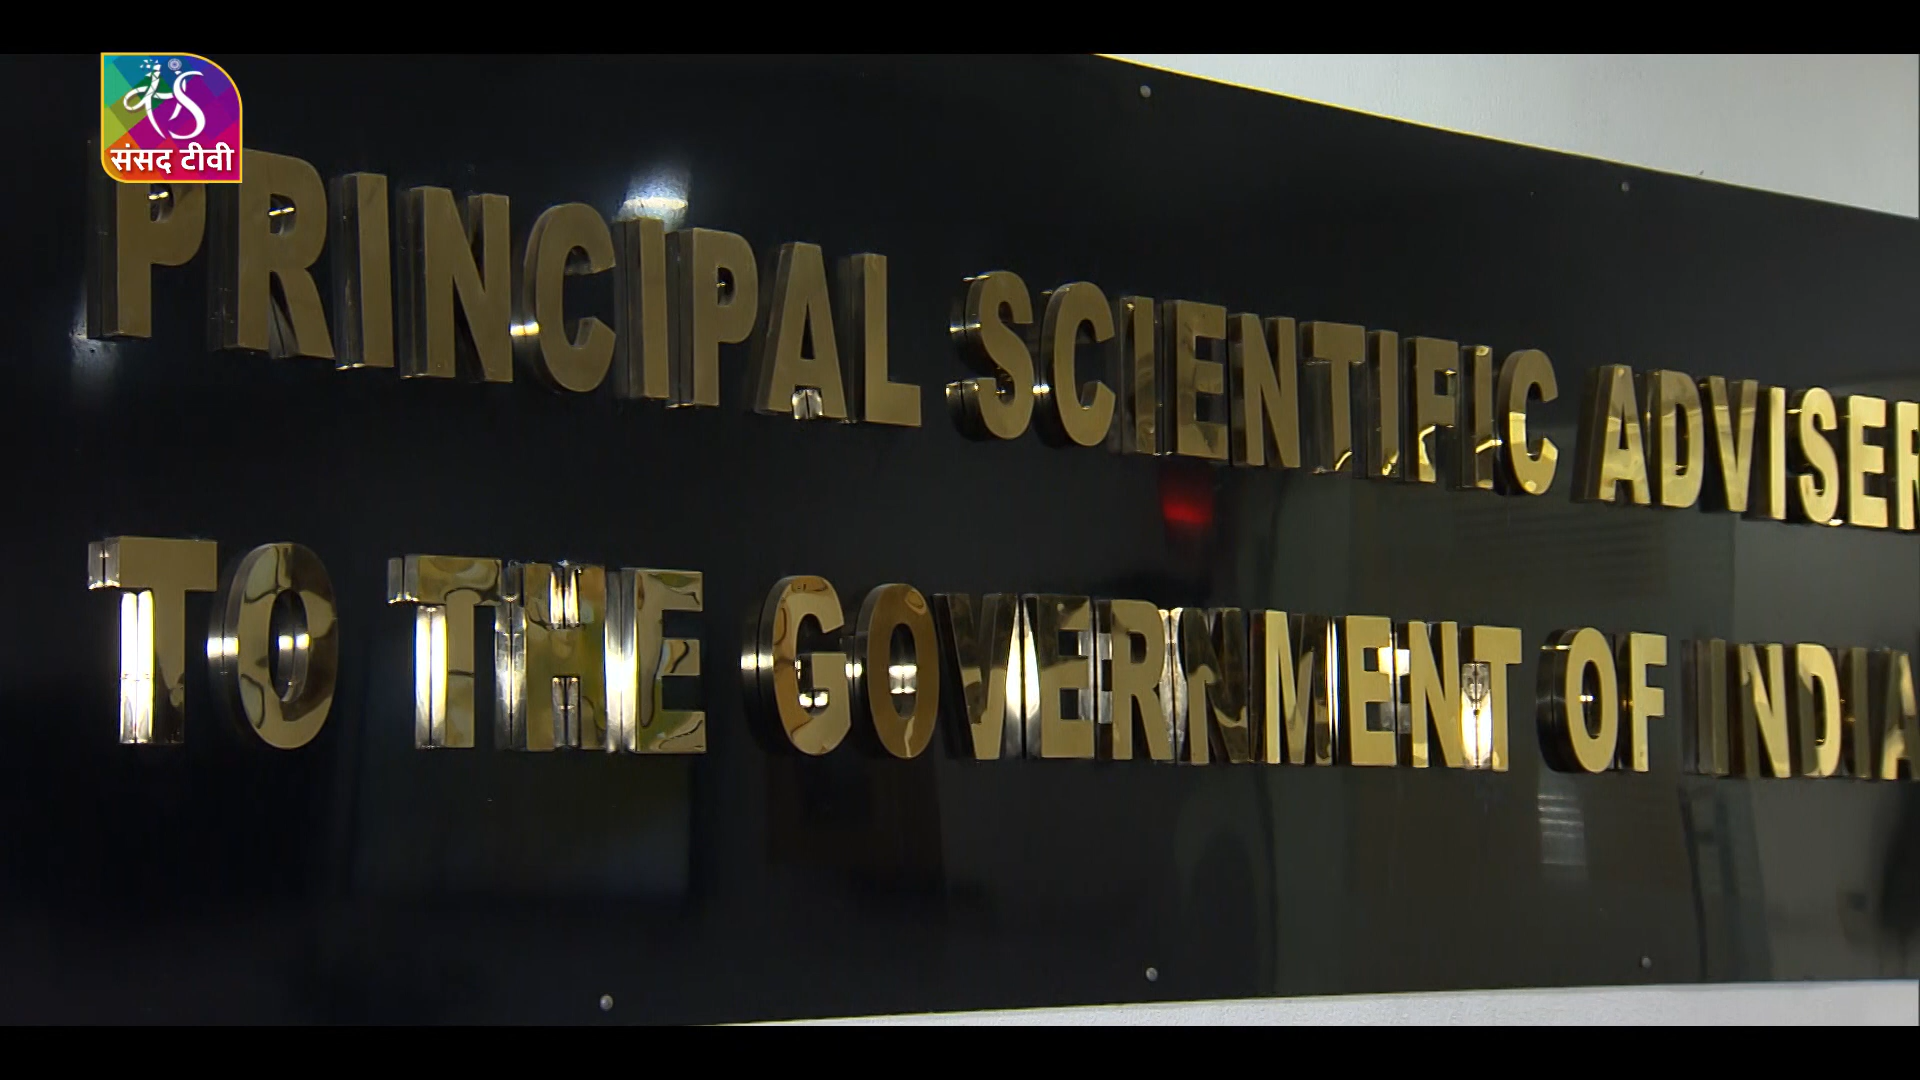 संसद टीवी
PRINCIPAL SCIENTIFIC ADVISER
TO THE GOVERNMENT OF INDIA